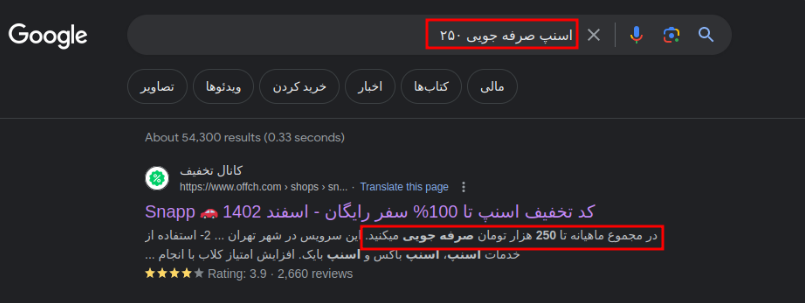 Google
اسنپ صرفه جویی ۲۵۰
مالی
کتاب‌ها
اخبار
خرید کردن
ویدئوها
تصاویر
About 54,300 results (0.33 seconds)
کانال تخفیف
https://www.offch.com › shops › sn... · Translate this page
کد تخفیف اسنپ تا 100% سفر رایگان - اسفند 1402 Snapp
در مجموع ماهیانه تا 250 هزار تومان صرفه جویی میکنید. این سرویس در شهر تهران ... 2- استفاده از
خدمات اسنپ، اسنپ باکس و اسنپ بایک. افزایش امتیاز کلاب با انجام ...
Rating: 3.9 · 2,660 reviews